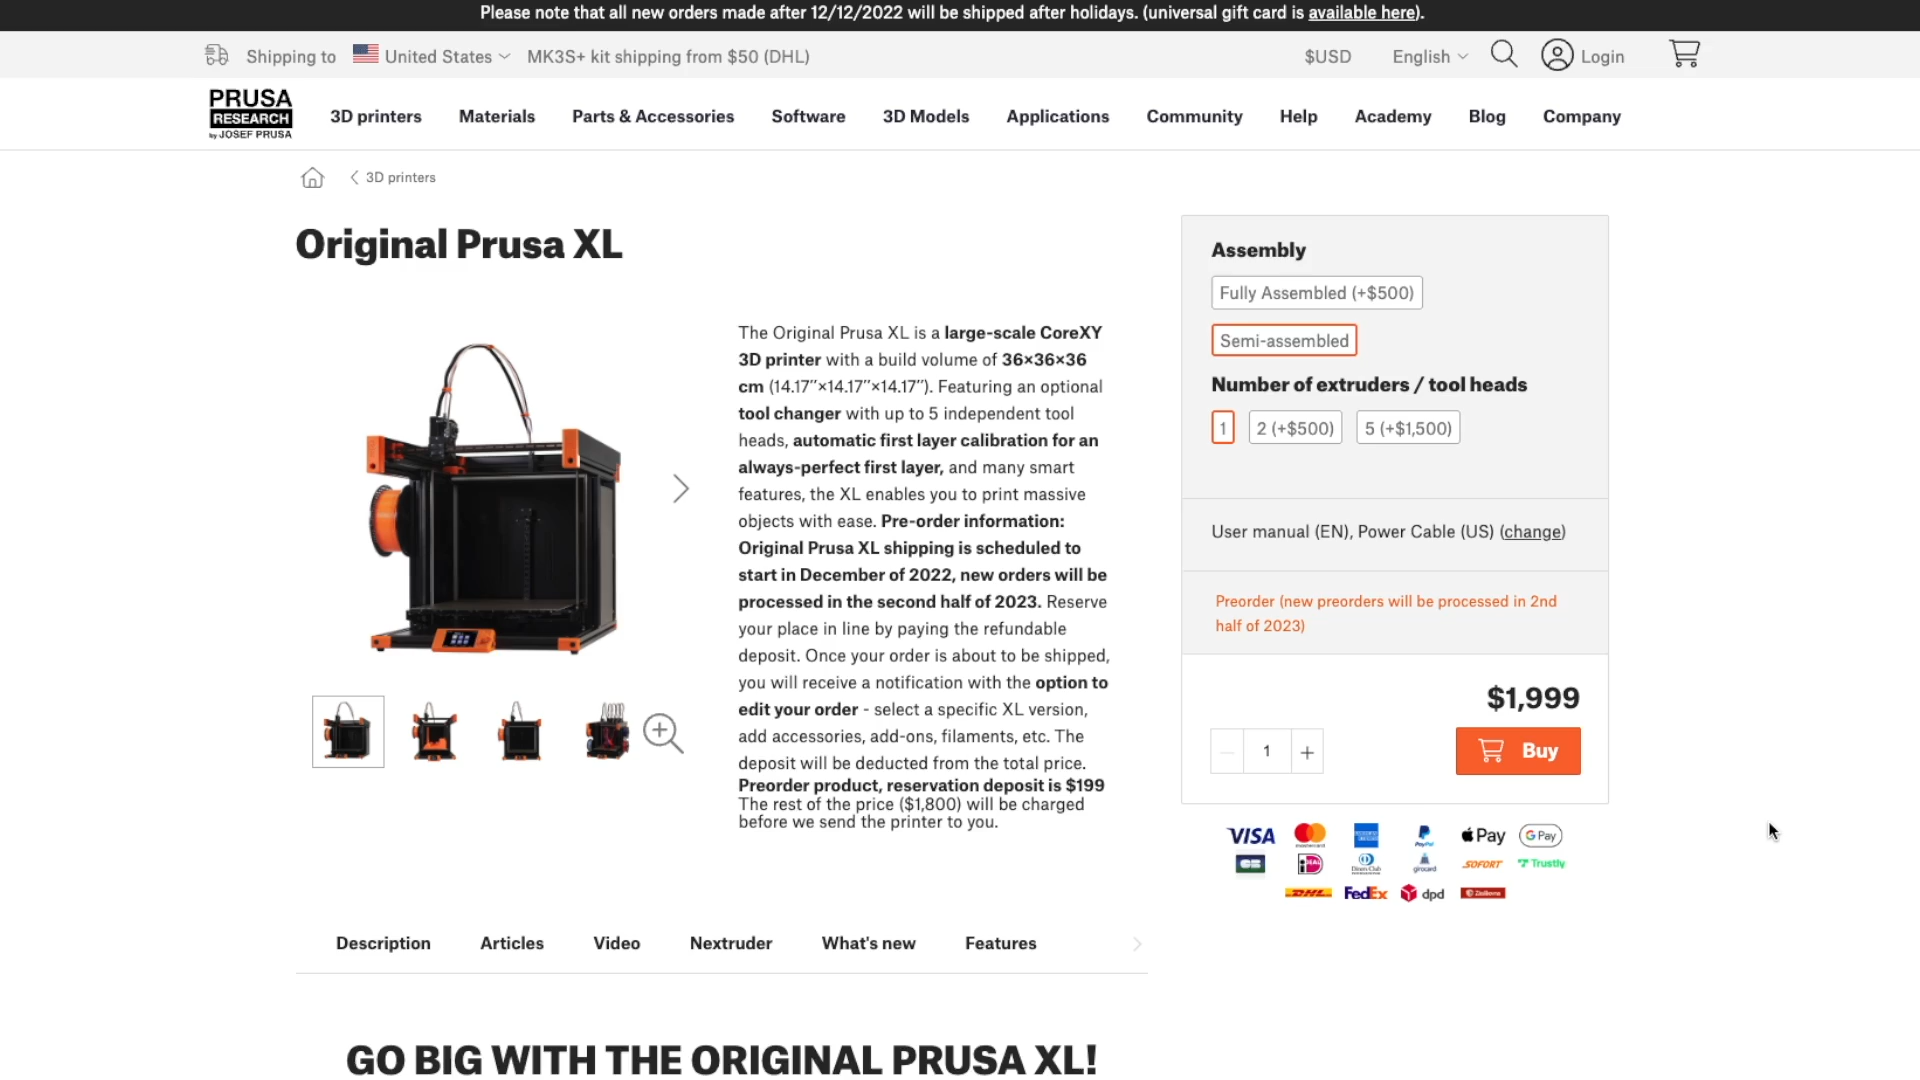 Please note that all new orders made after 12/12/2022 will be shipped after holidays. (universal gift card is available here).
Shipping to United States MK3S+ kit shipping from $50 (DHL) $USD English Login
PRUSA
RESEARCH
by JOSEF PRUSA
3D printers Materials Parts & Accessories Software 3D Models Applications Community Help Academy Blog Company
3D printers
Original Prusa XL
The Original Prusa XL is a large-scale CoreXY
3D printer with a build volume of 36×36×36
cm (14.17″×14.17″×14.17″). Featuring an optional
tool changer with up to 5 independent tool
heads, automatic first layer calibration for an
always-perfect first layer, and many smart
features, the XL enables you to print massive
objects with ease. Pre-order information:
Original Prusa XL shipping is scheduled to
start in December of 2022, new orders will be
processed in the second half of 2023. Reserve
your place in line by paying the refundable
deposit. Once your order is about to be shipped,
you will receive a notification with the option to
edit your order - select a specific XL version,
add accessories, add-ons, filaments, etc. The
deposit will be deducted from the total price.
Preorder product, reservation deposit is $199
The rest of the price ($1,800) will be charged
before we send the printer to you.
Assembly
Fully Assembled (+$500)
Semi-assembled
Number of extruders / tool heads
1 2 (+$500) 5 (+$1,500)
User manual (EN), Power Cable (US) (change)
Preorder (new preorders will be processed in 2nd
half of 2023)
$1,999
1 + Buy
VISA mastercard PayPal Pay G Pay
CB iDEAL Diners Club girocard SOFORT Trustly
DHL FedEx dpd
Description Articles Video Nextruder What's new Features
GO BIG WITH THE ORIGINAL PRUSA XL!